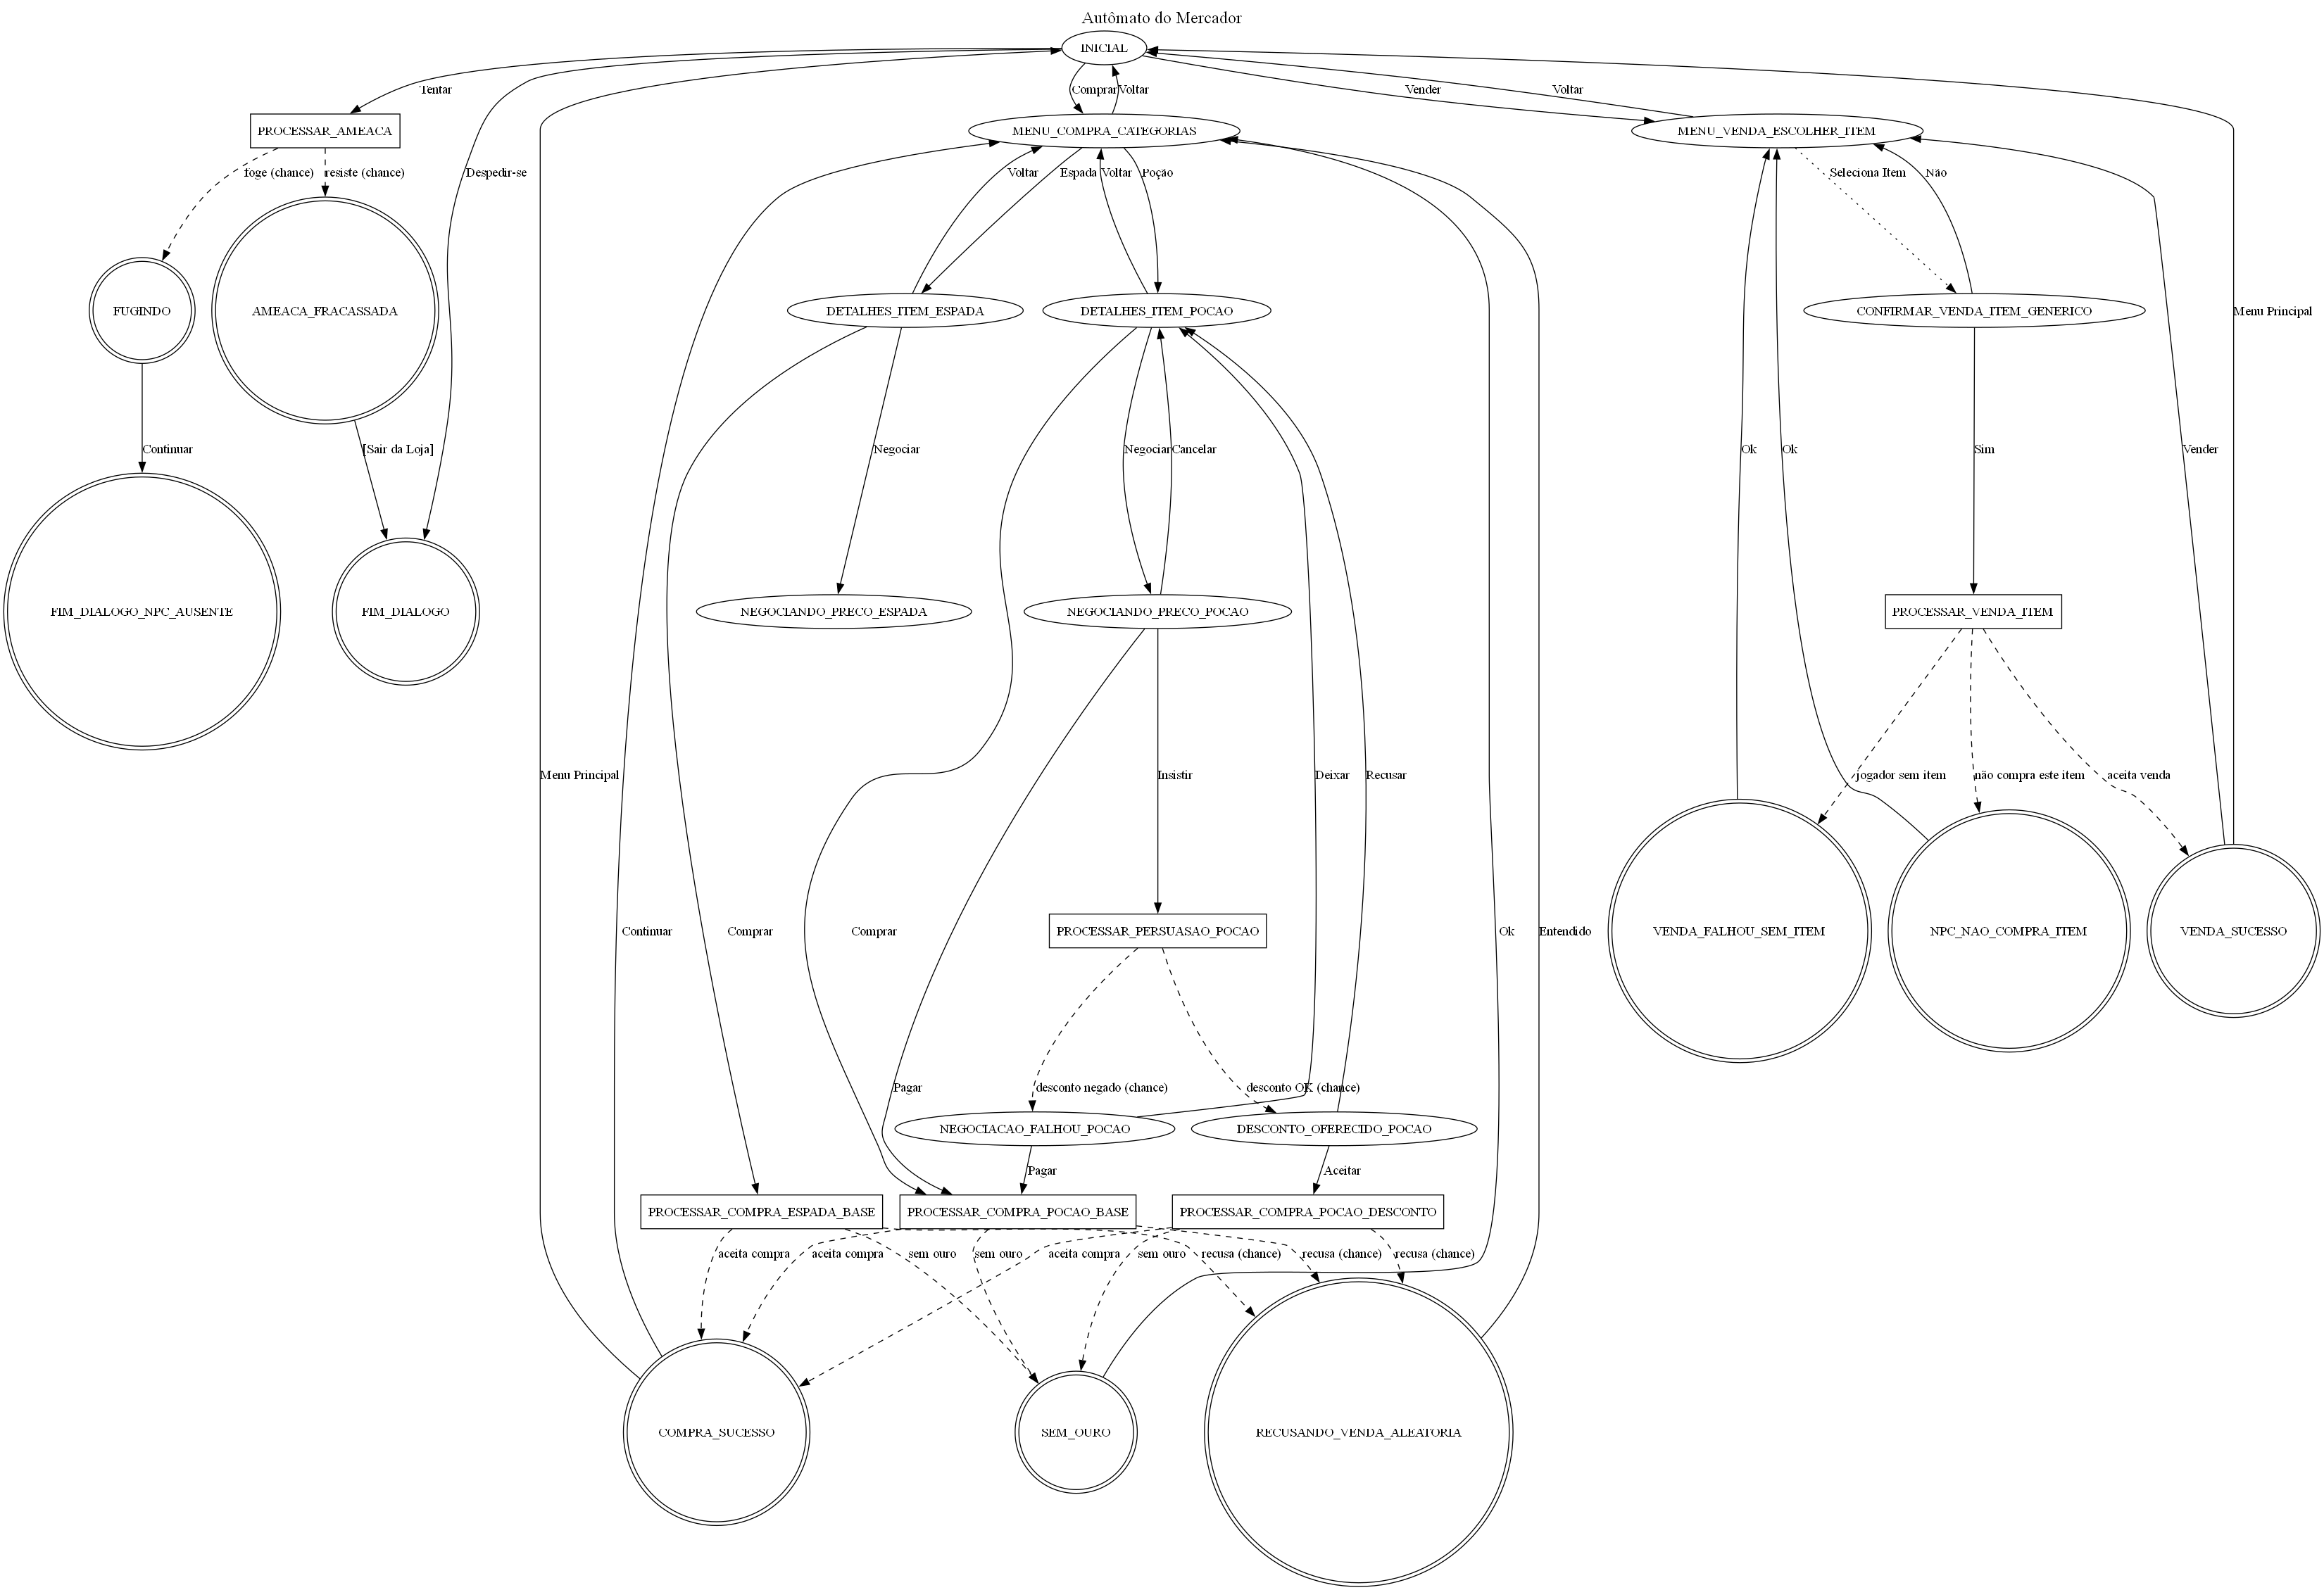 Autômato do Mercador
INICIAL
Tentar
Comprar
Voltar
Vender
Voltar
PROCESSAR_AMEACA
MENU_COMPRA_CATEGORIAS
MENU_VENDA_ESCOLHER_ITEM
foge (chance)
resiste (chance)
Despedir-se
Voltar
Espada
Voltar
Poção
Seleciona Item
Não
FUGINDO
AMEACA_FRACASSADA
DETALHES_ITEM_ESPADA
DETALHES_ITEM_POCAO
CONFIRMAR_VENDA_ITEM_GENERICO
Menu Principal
Continuar
[Sair da Loja]
Negociar
Negociar
Cancelar
Ok
Ok
Sim
Vender
FIM_DIALOGO_NPC_AUSENTE
FIM_DIALOGO
NEGOCIANDO_PRECO_ESPADA
NEGOCIANDO_PRECO_POCAO
PROCESSAR_VENDA_ITEM
Menu Principal
Insistir
Deixar
Recusar
jogador sem item
não compra este item
aceita venda
Continuar
Comprar
Comprar
PROCESSAR_PERSUASAO_POCAO
Ok
Entendido
VENDA_FALHOU_SEM_ITEM
NPC_NAO_COMPRA_ITEM
VENDA_SUCESSO
Pagar
desconto negado (chance)
desconto OK (chance)
NEGOCIACAO_FALHOU_POCAO
DESCONTO_OFERECIDO_POCAO
Pagar
Aceitar
PROCESSAR_COMPRA_ESPADA_BASE
PROCESSAR_COMPRA_POCAO_BASE
PROCESSAR_COMPRA_POCAO_DESCONTO
aceita compra
aceita compra
sem ouro
sem ouro
aceita compra
sem ouro
recusa (chance)
recusa (chance)
recusa (chance)
COMPRA_SUCESSO
SEM_OURO
RECUSANDO_VENDA_ALEATORIA